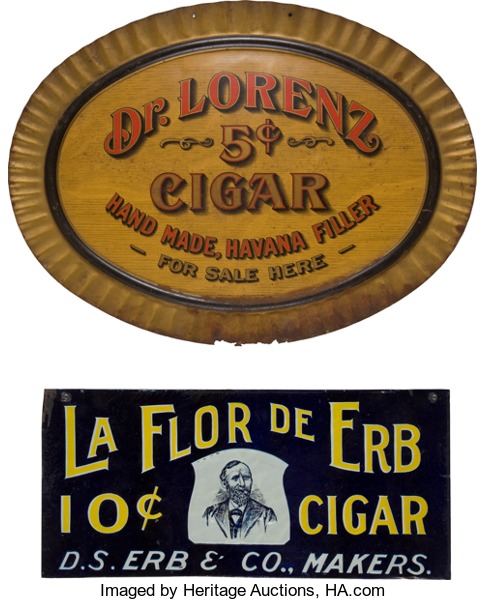 Dr. LORENZ
5¢
CIGAR
HAND MADE, HAVANA FILLER
— FOR SALE HERE —
LA FLOR DE ERB
10¢ CIGAR
D.S. ERB & CO., MAKERS.
Imaged by Heritage Auctions, HA.com